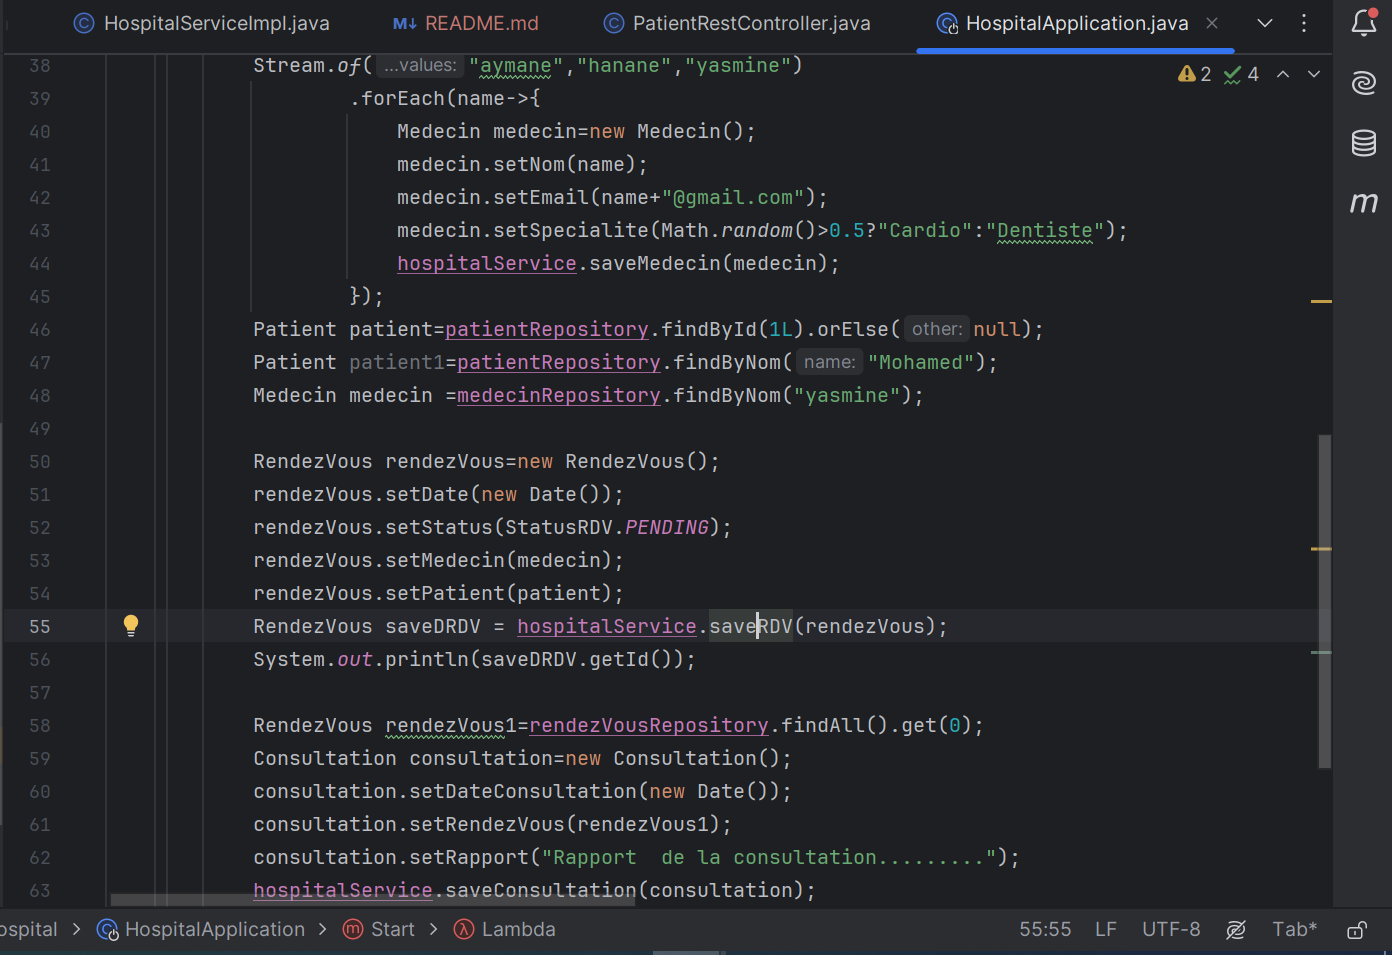 HospitalServiceImpl.java M↓ README.md PatientRestController.java HospitalApplication.java
2 4
38 Stream.of( ...values: "aymane","hanane","yasmine")
39 .forEach(name->{
40 Medecin medecin=new Medecin();
41 medecin.setNom(name);
42 medecin.setEmail(name+"@gmail.com");
43 medecin.setSpecialite(Math.random()>0.5?"Cardio":"Dentiste");
44 hospitalService.saveMedecin(medecin);
45 });
46 Patient patient=patientRepository.findById(1L).orElse( other: null);
47 Patient patient1=patientRepository.findByNom( name: "Mohamed");
48 Medecin medecin =medecinRepository.findByNom("yasmine");
49
50 RendezVous rendezVous=new RendezVous();
51 rendezVous.setDate(new Date());
52 rendezVous.setStatus(StatusRDV.PENDING);
53 rendezVous.setMedecin(medecin);
54 rendezVous.setPatient(patient);
55 RendezVous saveDRDV = hospitalService.saveRDV(rendezVous);
56 System.out.println(saveDRDV.getId());
57
58 RendezVous rendezVous1=rendezVousRepository.findAll().get(0);
59 Consultation consultation=new Consultation();
60 consultation.setDateConsultation(new Date());
61 consultation.setRendezVous(rendezVous1);
62 consultation.setRapport("Rapport  de la consultation.........");
63 hospitalService.saveConsultation(consultation);
ospital > HospitalApplication > Start > Lambda 55:55 LF UTF-8 Tab*